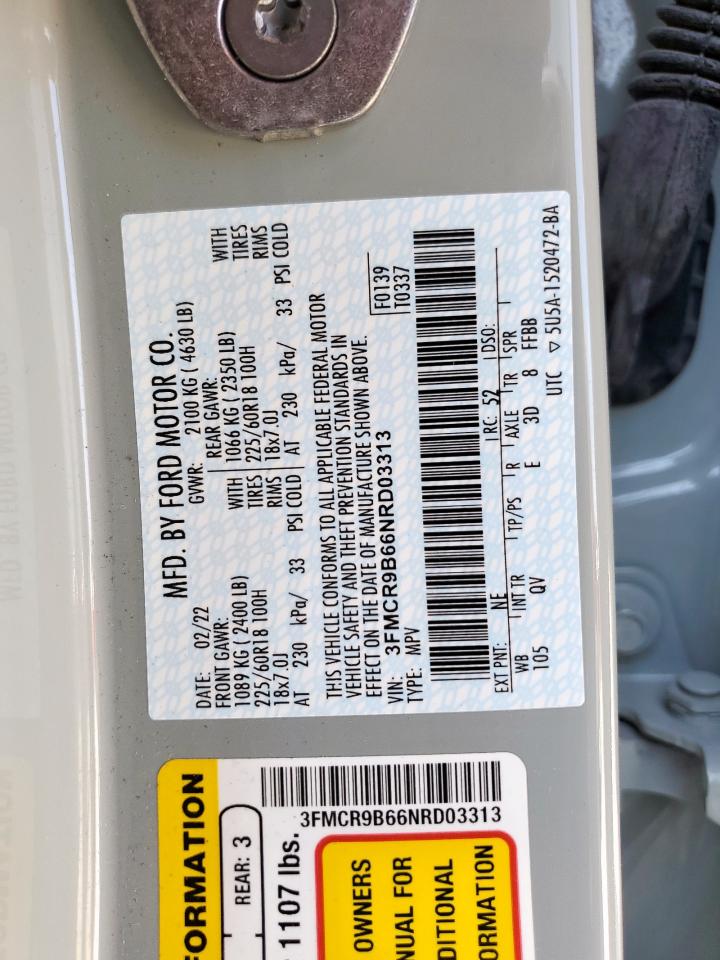 MFD. BY FORD MOTOR CO.
DATE: 02/22 GVWR: 2100 KG ( 4630 LB)
FRONT GAWR: REAR GAWR:
1089 KG ( 2400 LB) WITH 1066 KG ( 2350 LB) WITH
225/60R18 100H TIRES 225/60R18 100H TIRES
18x7.0J RIMS 18x7.0J RIMS
AT 230 kPa/ 33 PSI COLD AT 230 kPa/ 33 PSI COLD
THIS VEHICLE CONFORMS TO ALL APPLICABLE FEDERAL MOTOR
VEHICLE SAFETY AND THEFT PREVENTION STANDARDS IN
EFFECT ON THE DATE OF MANUFACTURE SHOWN ABOVE.
VIN: 3FMCR9B66NRD03313 F0139
TYPE: MPV T0337
EXT PNT: NE RC: 52 DSO:
WB INT TR TP/PS R AXLE TR SPR
105 QV E 3D 8 FFBB
UTC ▽ 5U5A-1520472-BA
FORMATION
REAR: 3
1107 lbs.
3FMCR9B66NRD03313
OWNERS
NUAL FOR
DITIONAL
ORMATION